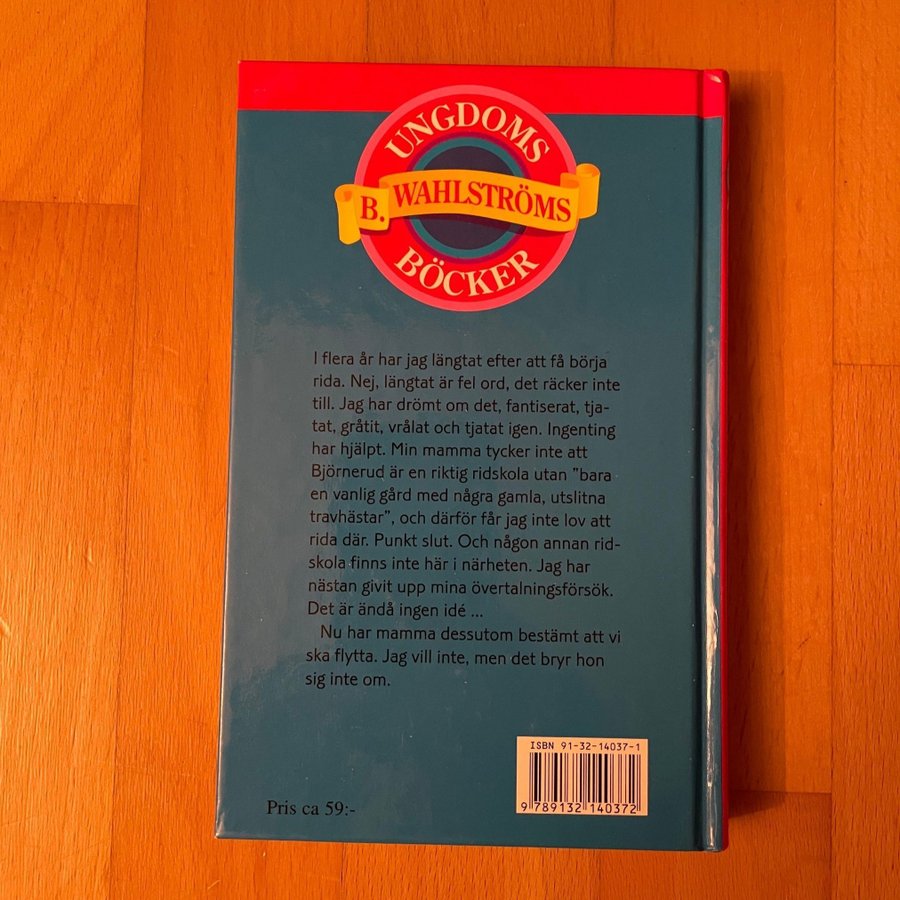 UNGDOMS
B. WAHLSTRÖMS
BÖCKER
I flera år har jag längtat efter att få börja
rida. Nej, längtat är fel ord, det räcker inte
till. Jag har drömt om det, fantiserat, tja-
tat, gråtit, vrålat och tjatat igen. Ingenting
har hjälpt. Min mamma tycker inte att
Björnerud är en riktig ridskola utan ”bara
en vanlig gård med några gamla, utslitna
travhästar”, och därför får jag inte lov att
rida där. Punkt slut. Och någon annan rid-
skola finns inte här i närheten. Jag har
nästan givit upp mina övertalningsförsök.
Det är ändå ingen idé ...
Nu har mamma dessutom bestämt att vi
ska flytta. Jag vill inte, men det bryr hon
sig inte om.
ISBN 91-32-14037-1
9 789132 140372
Pris ca 59:-